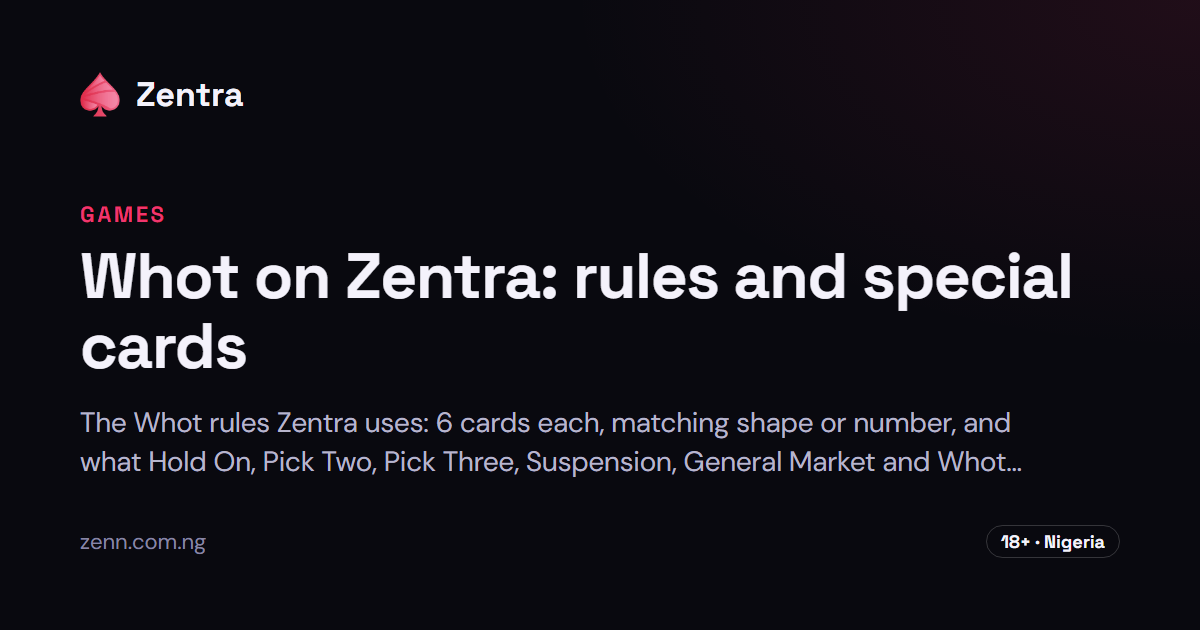 Zentra
GAMES
Whot on Zentra: rules and special
cards
The Whot rules Zentra uses: 6 cards each, matching shape or number, and
what Hold On, Pick Two, Pick Three, Suspension, General Market and Whot...
zenn.com.ng
18+ · Nigeria